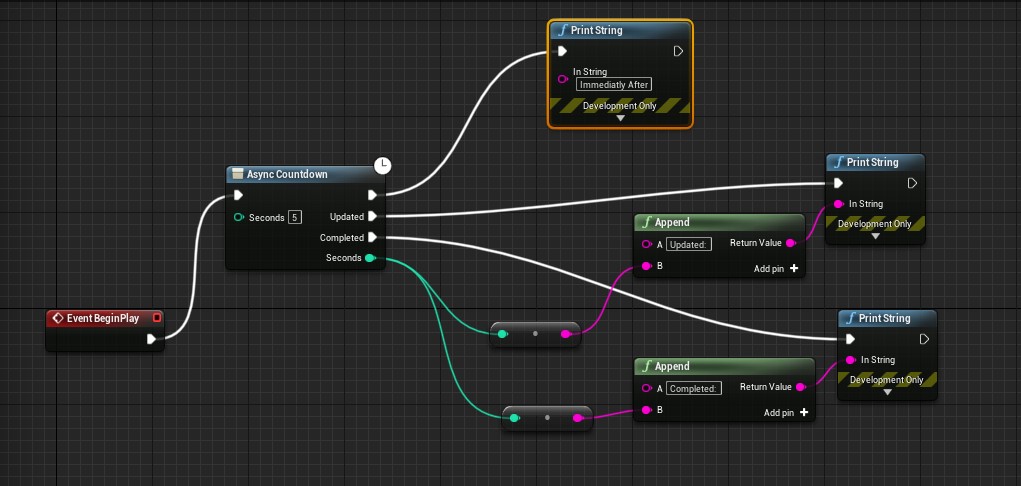 Print String
In String
Immediatly After
Development Only
Async Countdown
Seconds 5
Updated
Completed
Seconds
Print String
In String
Development Only
Append
A Updated: Return Value
B
Add pin
Event BeginPlay
Print String
In String
Development Only
Append
A Completed: Return Value
B
Add pin